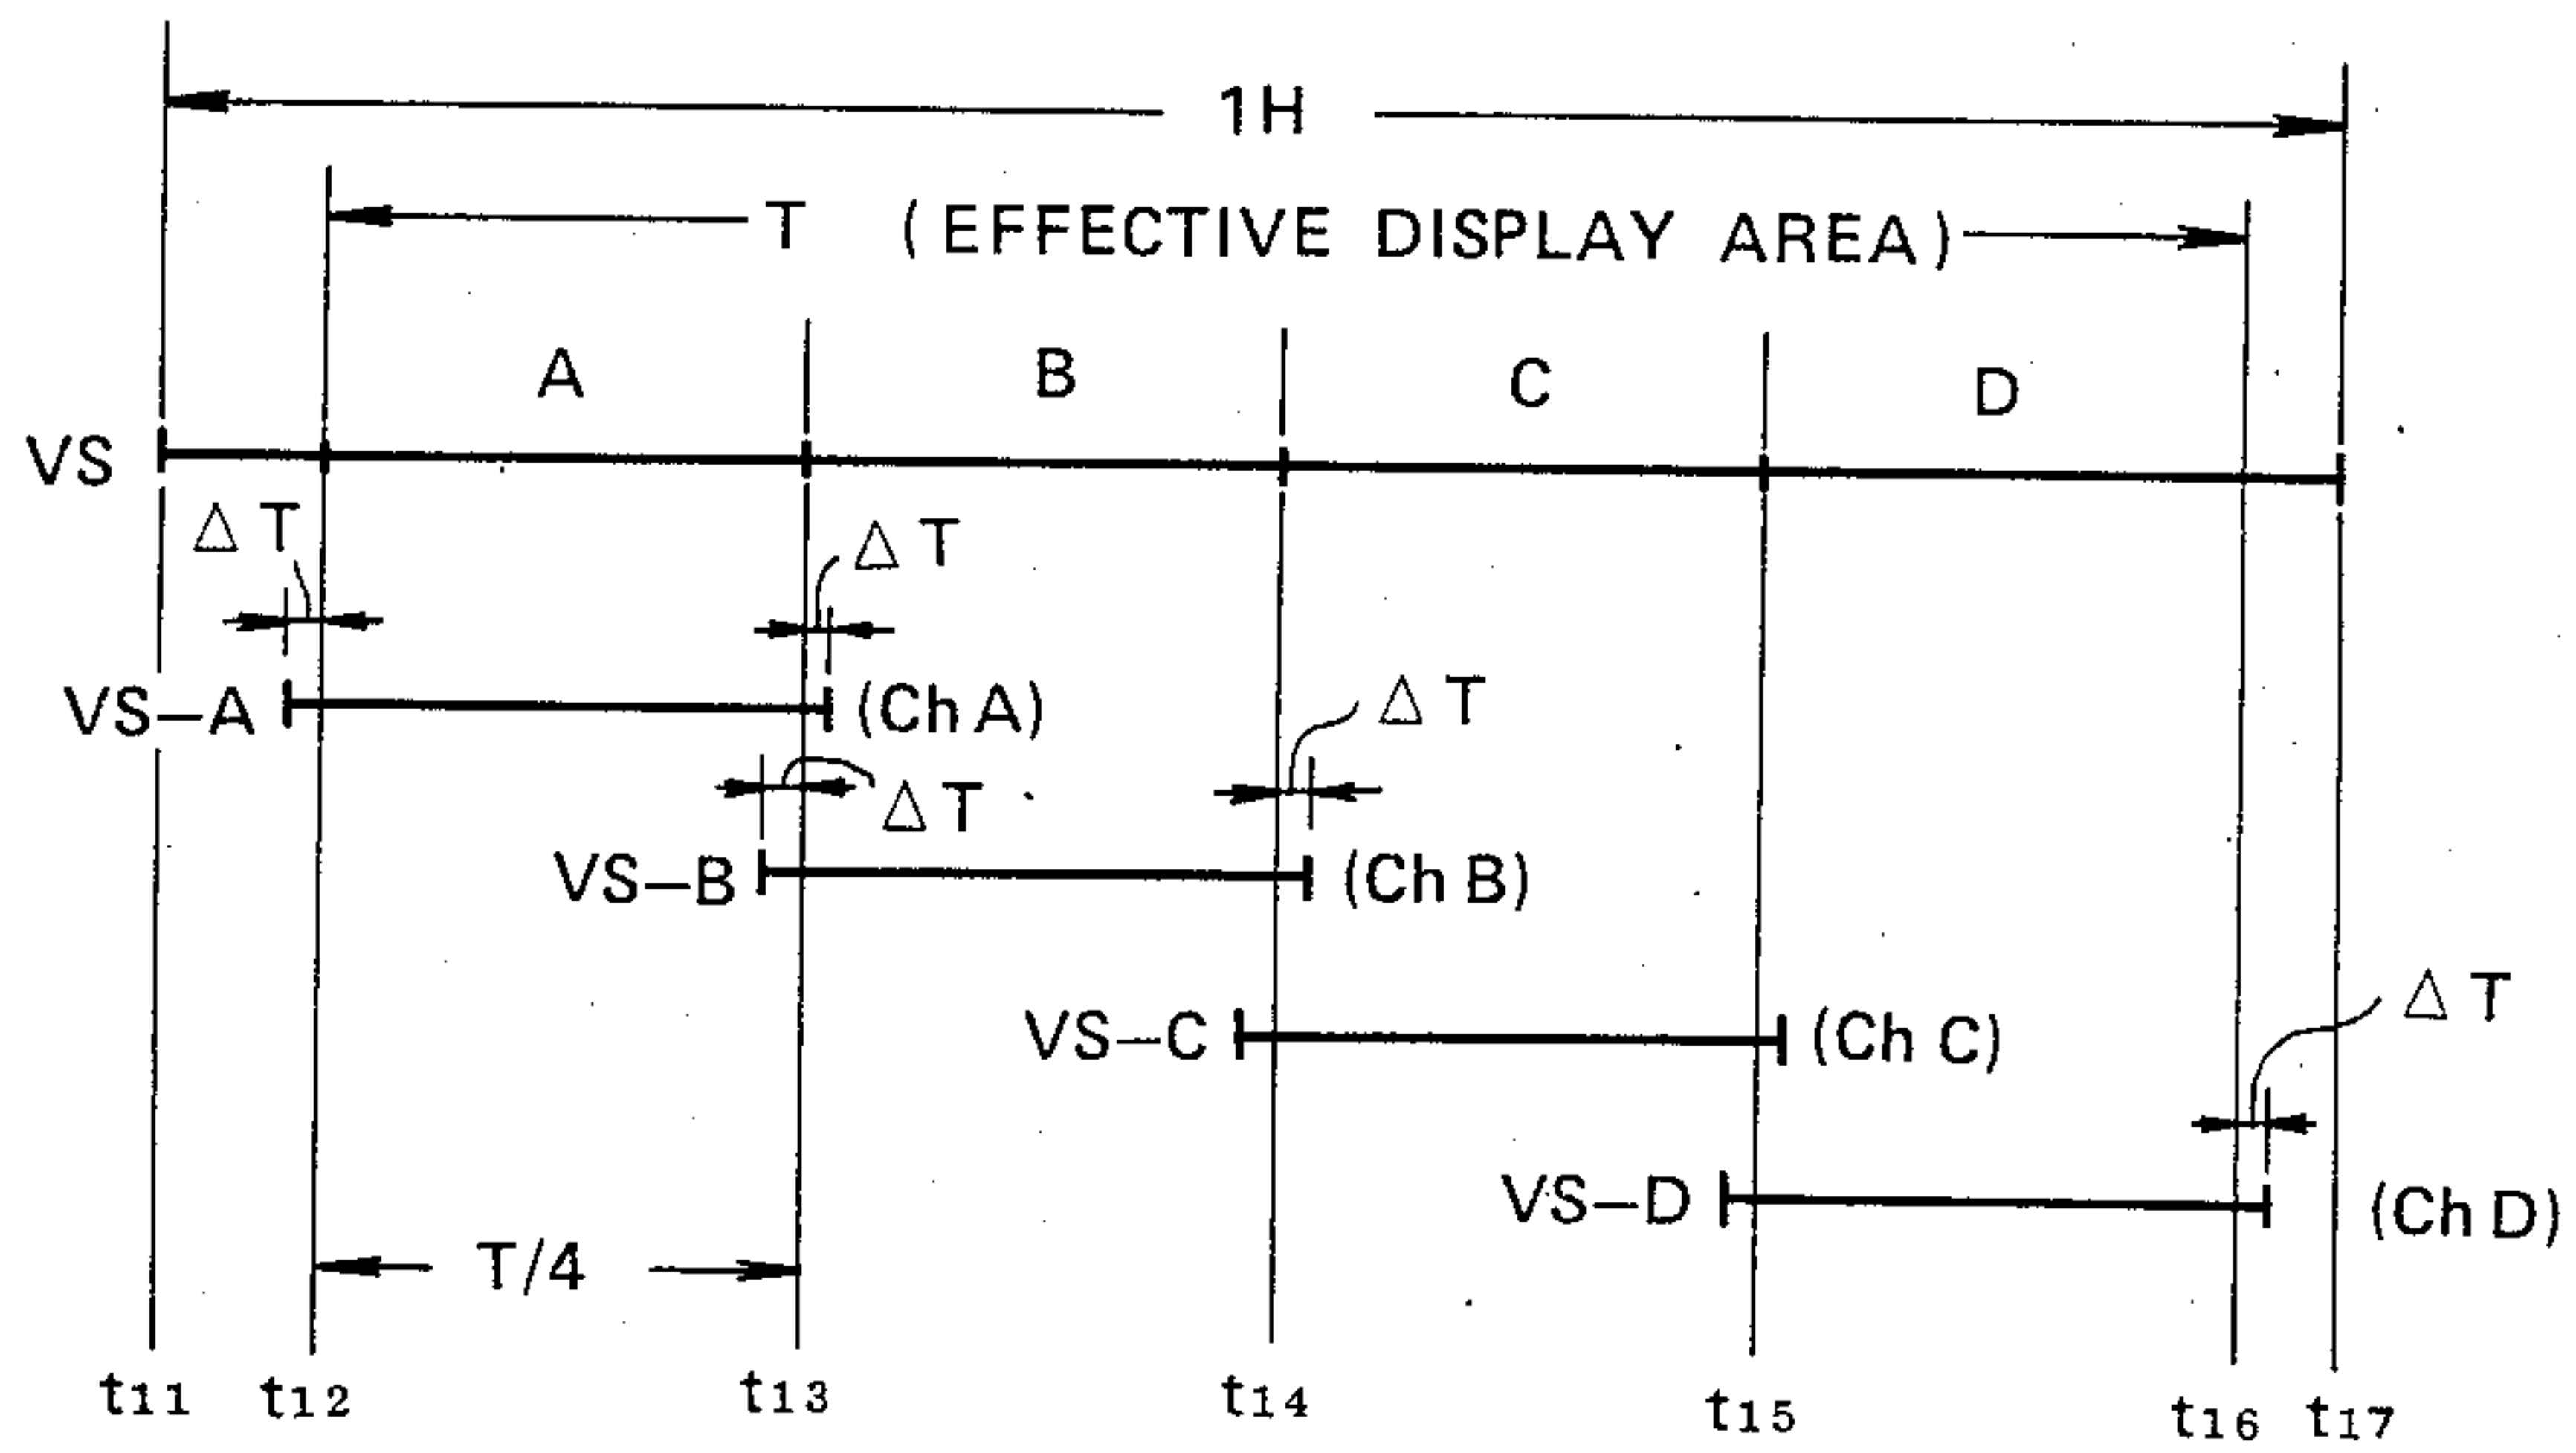 1H
T (EFFECTIVE DISPLAY AREA)
A B C D
VS
ΔT ΔT
VS–A (Ch A) ΔT
ΔT
VS–B (Ch B)
ΔT
VS–C (Ch C)
VS–D (Ch D)
T/4
t11 t12 t13 t14 t15 t16 t17